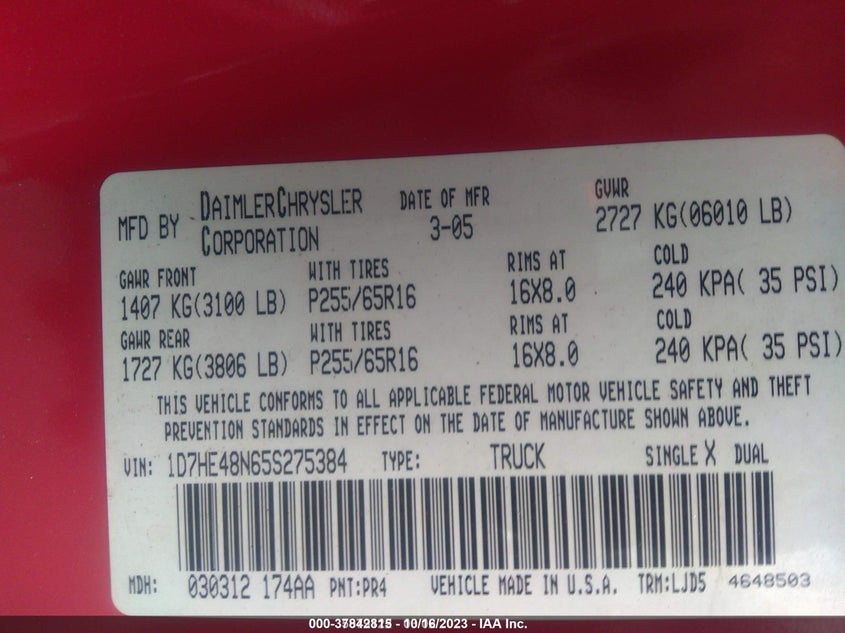 MFD BY DAIMLERCHRYSLER CORPORATION DATE OF MFR 3-05 GVWR 2727 KG(06010 LB)
GAWR FRONT WITH TIRES RIMS AT COLD
1407 KG(3100 LB) P255/65R16 16X8.0 240 KPA( 35 PSI)
GAWR REAR WITH TIRES RIMS AT COLD
1727 KG(3806 LB) P255/65R16 16X8.0 240 KPA( 35 PSI)
THIS VEHICLE CONFORMS TO ALL APPLICABLE FEDERAL MOTOR VEHICLE SAFETY AND THEFT
PREVENTION STANDARDS IN EFFECT ON THE DATE OF MANUFACTURE SHOWN ABOVE.
VIN: 1D7HE48N65S275384 TYPE: TRUCK SINGLE X DUAL
MDH: 030312 174AA PNT:PR4 VEHICLE MADE IN U.S.A. TRM:LJD5 4648503
000-37842815 - 10/16/2023 - IAA Inc.